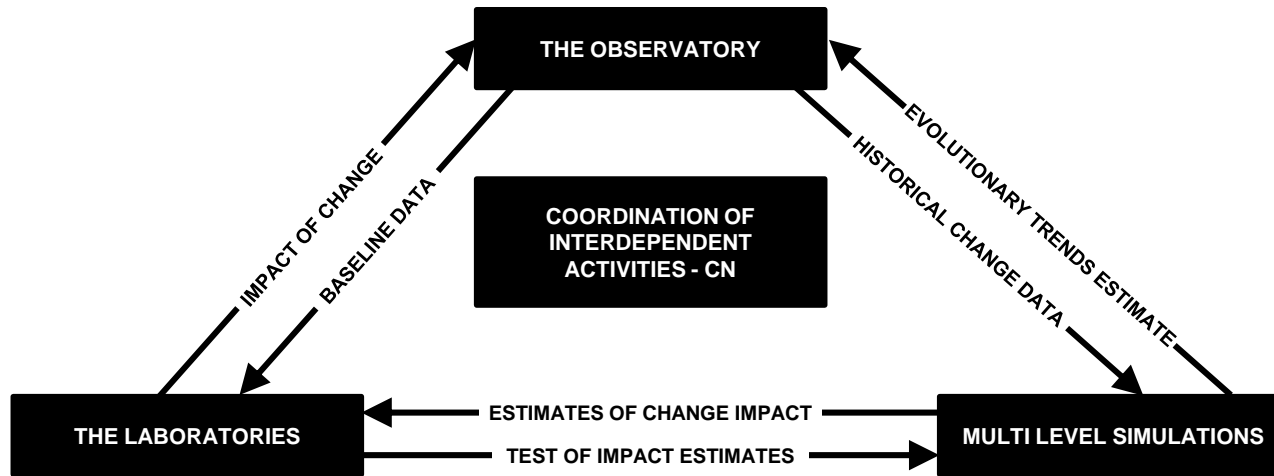 THE OBSERVATORY
IMPACT OF CHANGE
BASELINE DATA
HISTORICAL CHANGE DATA
EVOLUTIONARY TRENDS ESTIMATE
COORDINATION OF
INTERDEPENDENT
ACTIVITIES - CN
THE LABORATORIES
ESTIMATES OF CHANGE IMPACT
TEST OF IMPACT ESTIMATES
MULTI LEVEL SIMULATIONS